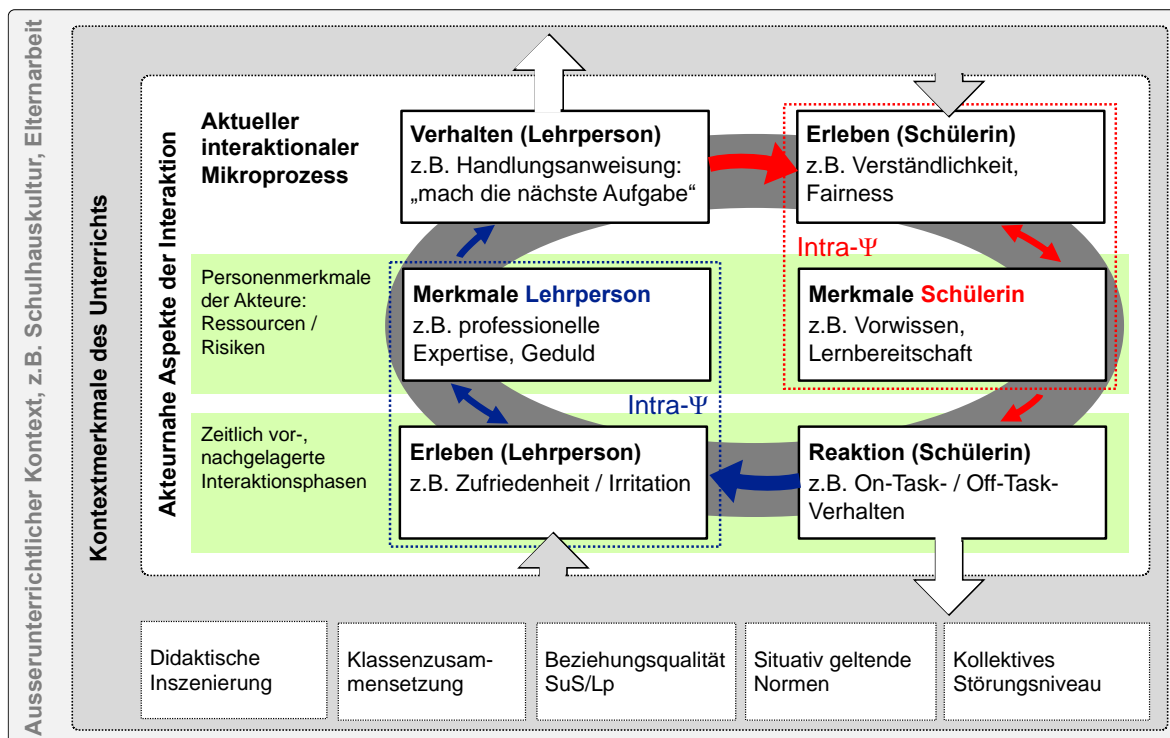 Ausserunterrichtlicher Kontext, z.B. Schulhauskultur, Elternarbeit
Kontextmerkmale des Unterrichts
Akteurnahe Aspekte der Interaktion
Aktueller
interaktionaler
Mikroprozess
Verhalten (Lehrperson)
z.B. Handlungsanweisung:
„mach die nächste Aufgabe“
Erleben (Schülerin)
z.B. Verständlichkeit,
Fairness
Intra-Ψ
Personenmerkmale
der Akteure:
Ressourcen /
Risiken
Merkmale Lehrperson
z.B. professionelle
Expertise, Geduld
Merkmale Schülerin
z.B. Vorwissen,
Lernbereitschaft
Intra-Ψ
Zeitlich vor-,
nachgelagerte
Interaktionsphasen
Erleben (Lehrperson)
z.B. Zufriedenheit / Irritation
Reaktion (Schülerin)
z.B. On-Task- / Off-Task-
Verhalten
Didaktische
Inszenierung
Klassenzusam-
mensetzung
Beziehungsqualität
SuS/Lp
Situativ geltende
Normen
Kollektives
Störungsniveau